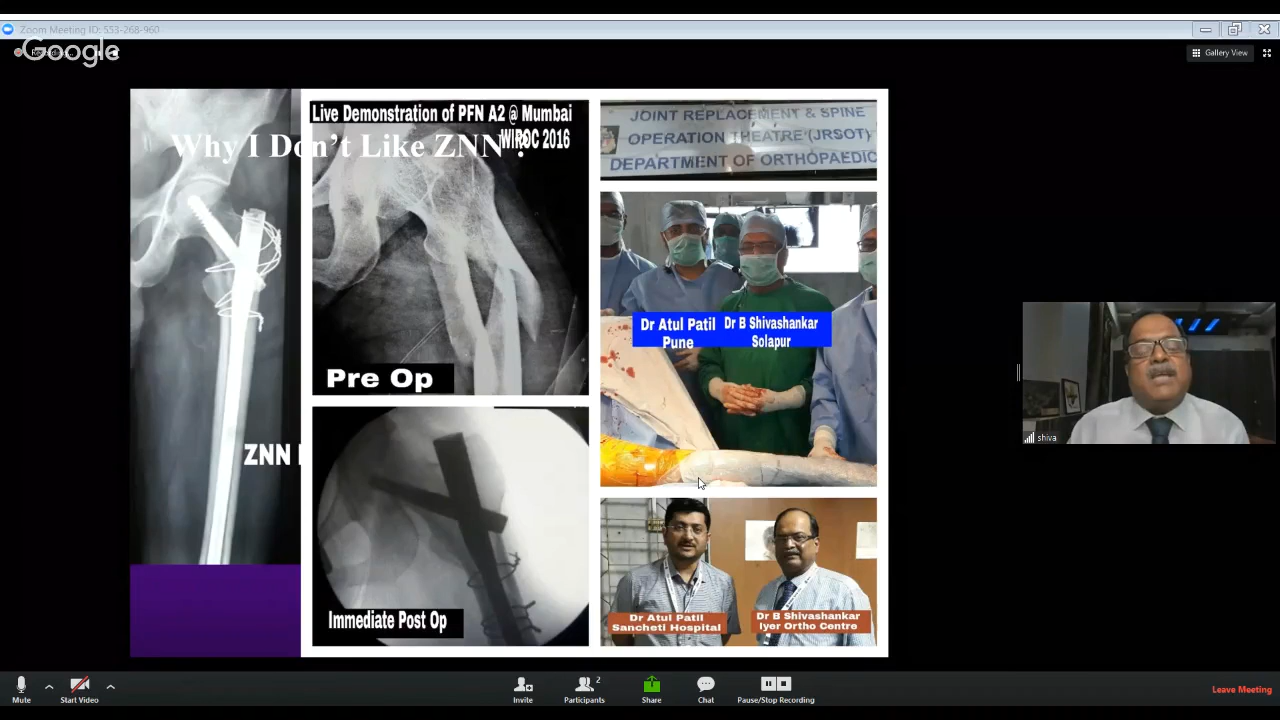 Zoom Meeting ID: 553-268-960
Google
Gallery View
Why I Don't Like ZNN ?
Live Demonstration of PFN A2 @ Mumbai
WIROC 2016
Pre Op
ZNN
Immediate Post Op
JOINT REPLACEMENT & SPINE
OPERATION THEATRE (JRSOT)
DEPARTMENT OF ORTHOPAEDIC
Dr Atul Patil
Pune
Dr B Shivashankar
Solapur
Dr Atul Patil
Sancheti Hospital
Dr B Shivashankar
Iyer Ortho Centre
shiva
Mute
Start Video
Invite
Participants
2
Share
Chat
Pause/Stop Recording
Leave Meeting